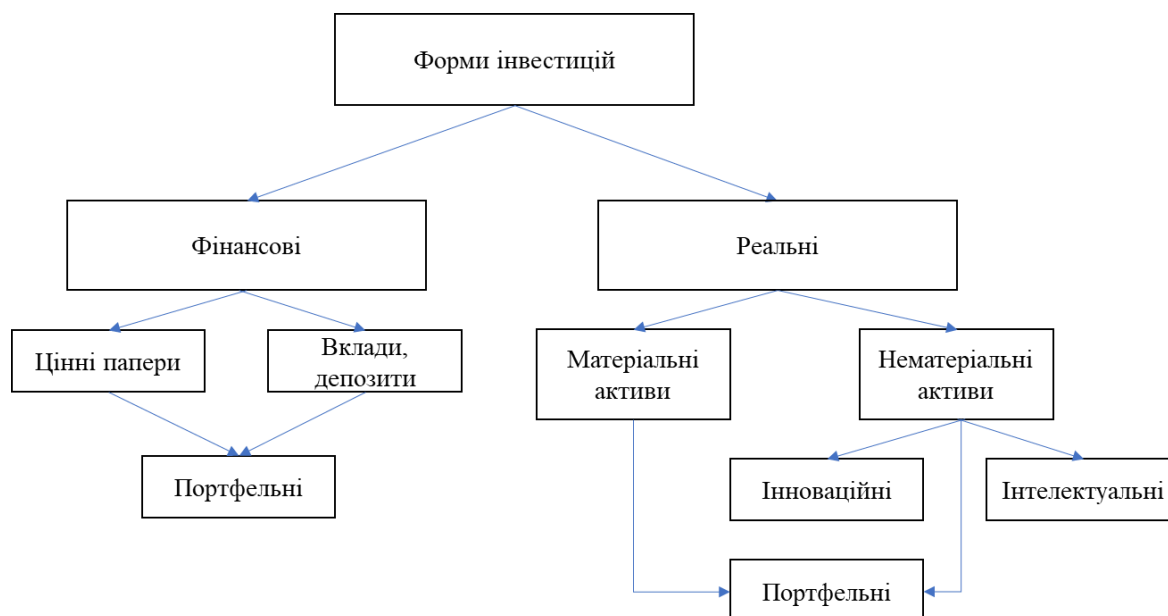 Форми інвестицій
Фінансові
Реальні
Цінні папери
Вклади,
депозити
Матеріальні
активи
Нематеріальні
активи
Портфельні
Інноваційні
Інтелектуальні
Портфельні